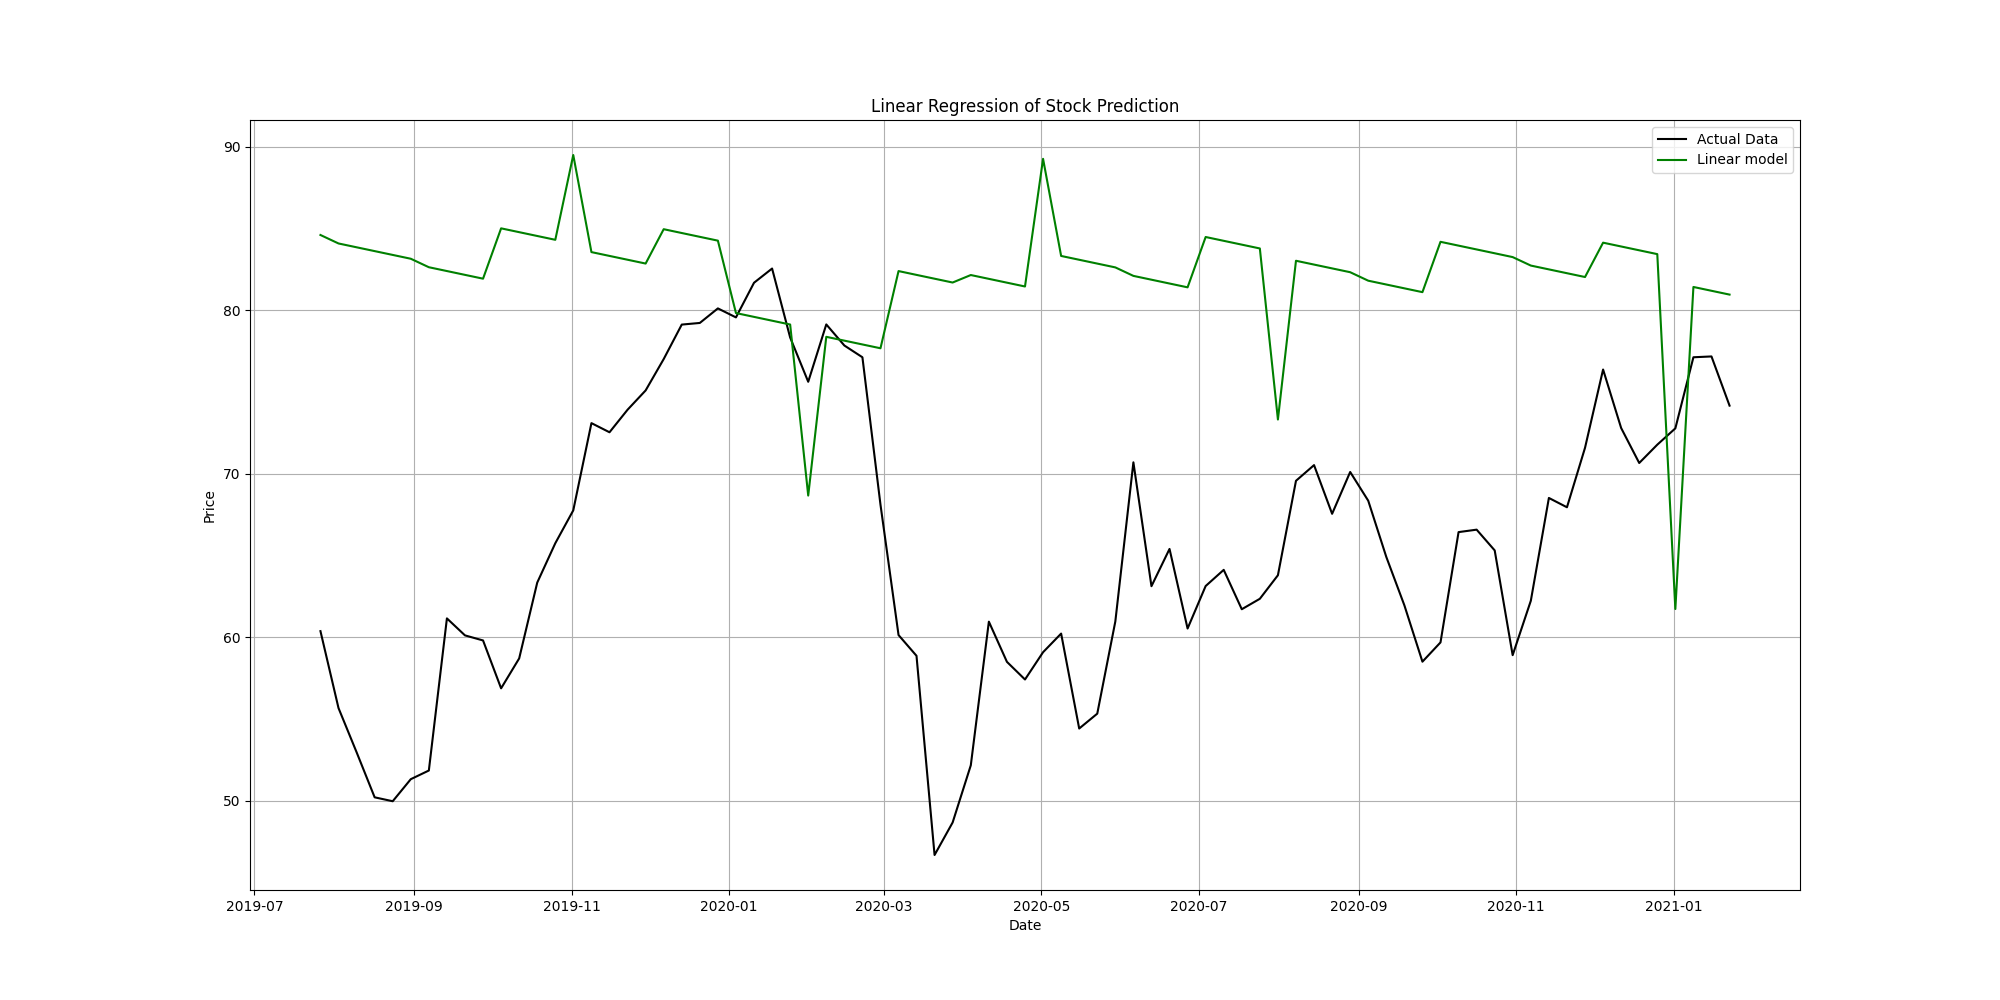 Linear Regression of Stock Prediction
Actual Data
Linear model
90
80
70
60
50
Price
2019-07 2019-09 2019-11 2020-01 2020-03 2020-05 2020-07 2020-09 2020-11 2021-01
Date